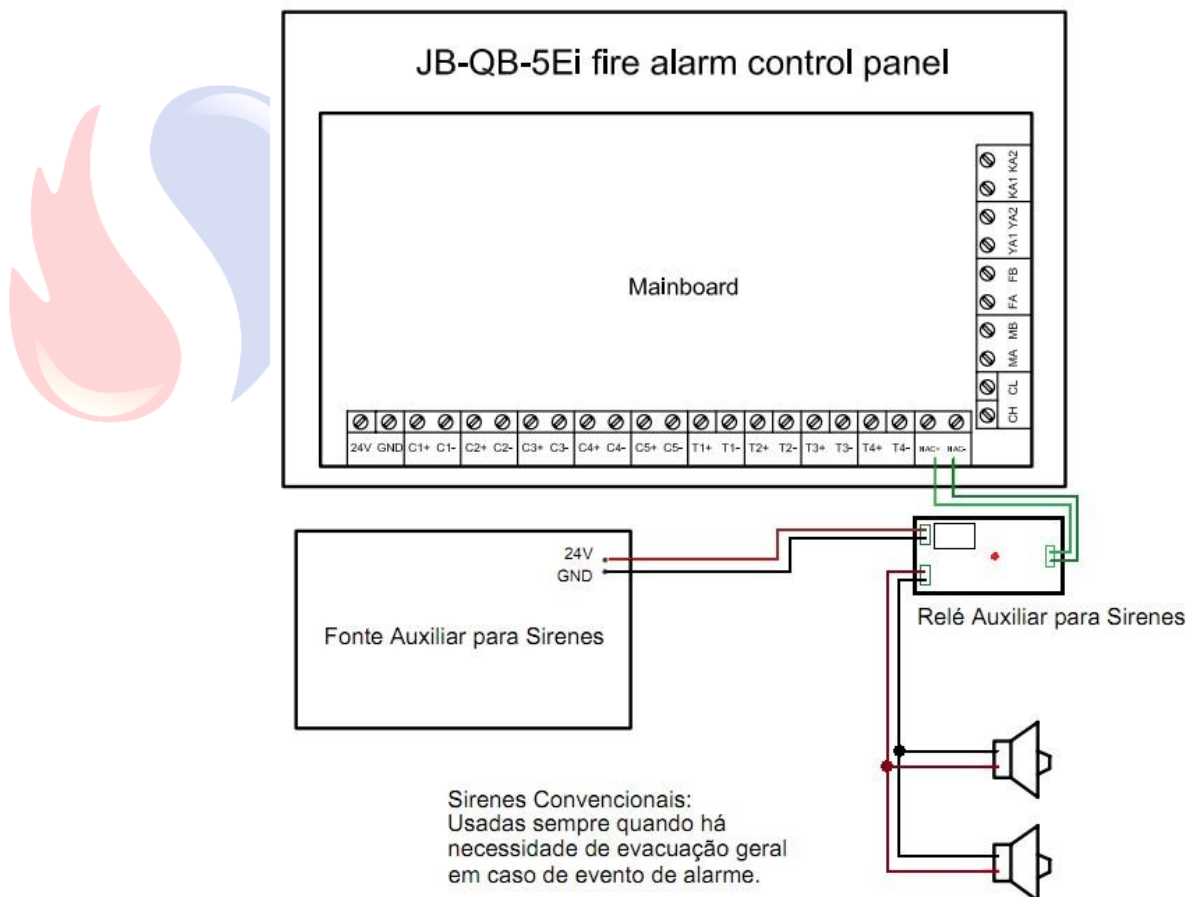 JB-QB-5Ei fire alarm control panel
Mainboard
KA1 KA2
YA1 YA2
FA FB
MA MB
CL
CH
24V GND C1+ C1- C2+ C2- C3+ C3- C4+ C4- C5+ C5- T1+ T1- T2+ T2- T3+ T3- T4+ T4- NAC+ NAC-
24V
GND
Fonte Auxiliar para Sirenes
Relé Auxiliar para Sirenes
Sirenes Convencionais:
Usadas sempre quando há
necessidade de evacuação geral
em caso de evento de alarme.